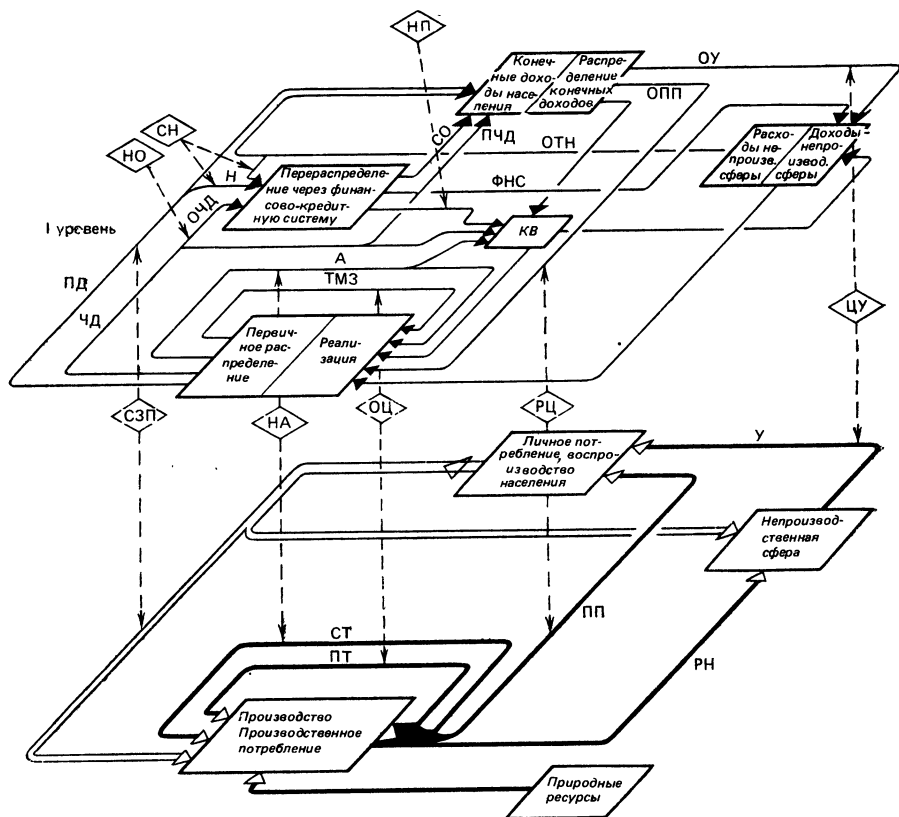 НП
Конеч-
ные дохо-
ды насе-
ления
Распре-
деление
конечных
доходов
ОУ
ОПП
СН
НО
Н
ОЧД
СО
ПЧД
ОТН
ФНС
Перераспределе-
ние через финан-
сово-кредит-
ную систему
Расхо-
ды не-
произв.
сферы
Доходы
непро-
извод.
сферы
I уровень
КВ
А
ТМЗ
ПД
ЧД
ЦУ
Первич-
ное рас-
пределе-
ние
Реали-
зация
СЗП
НА
ОЦ
РЦ
Личное пот-
ребление, воспро-
изводство
населения
У
Непроизвод-
ственная
сфера
ПП
РН
СТ
ПТ
Производство
Производственное
потребление
Природные
ресурсы